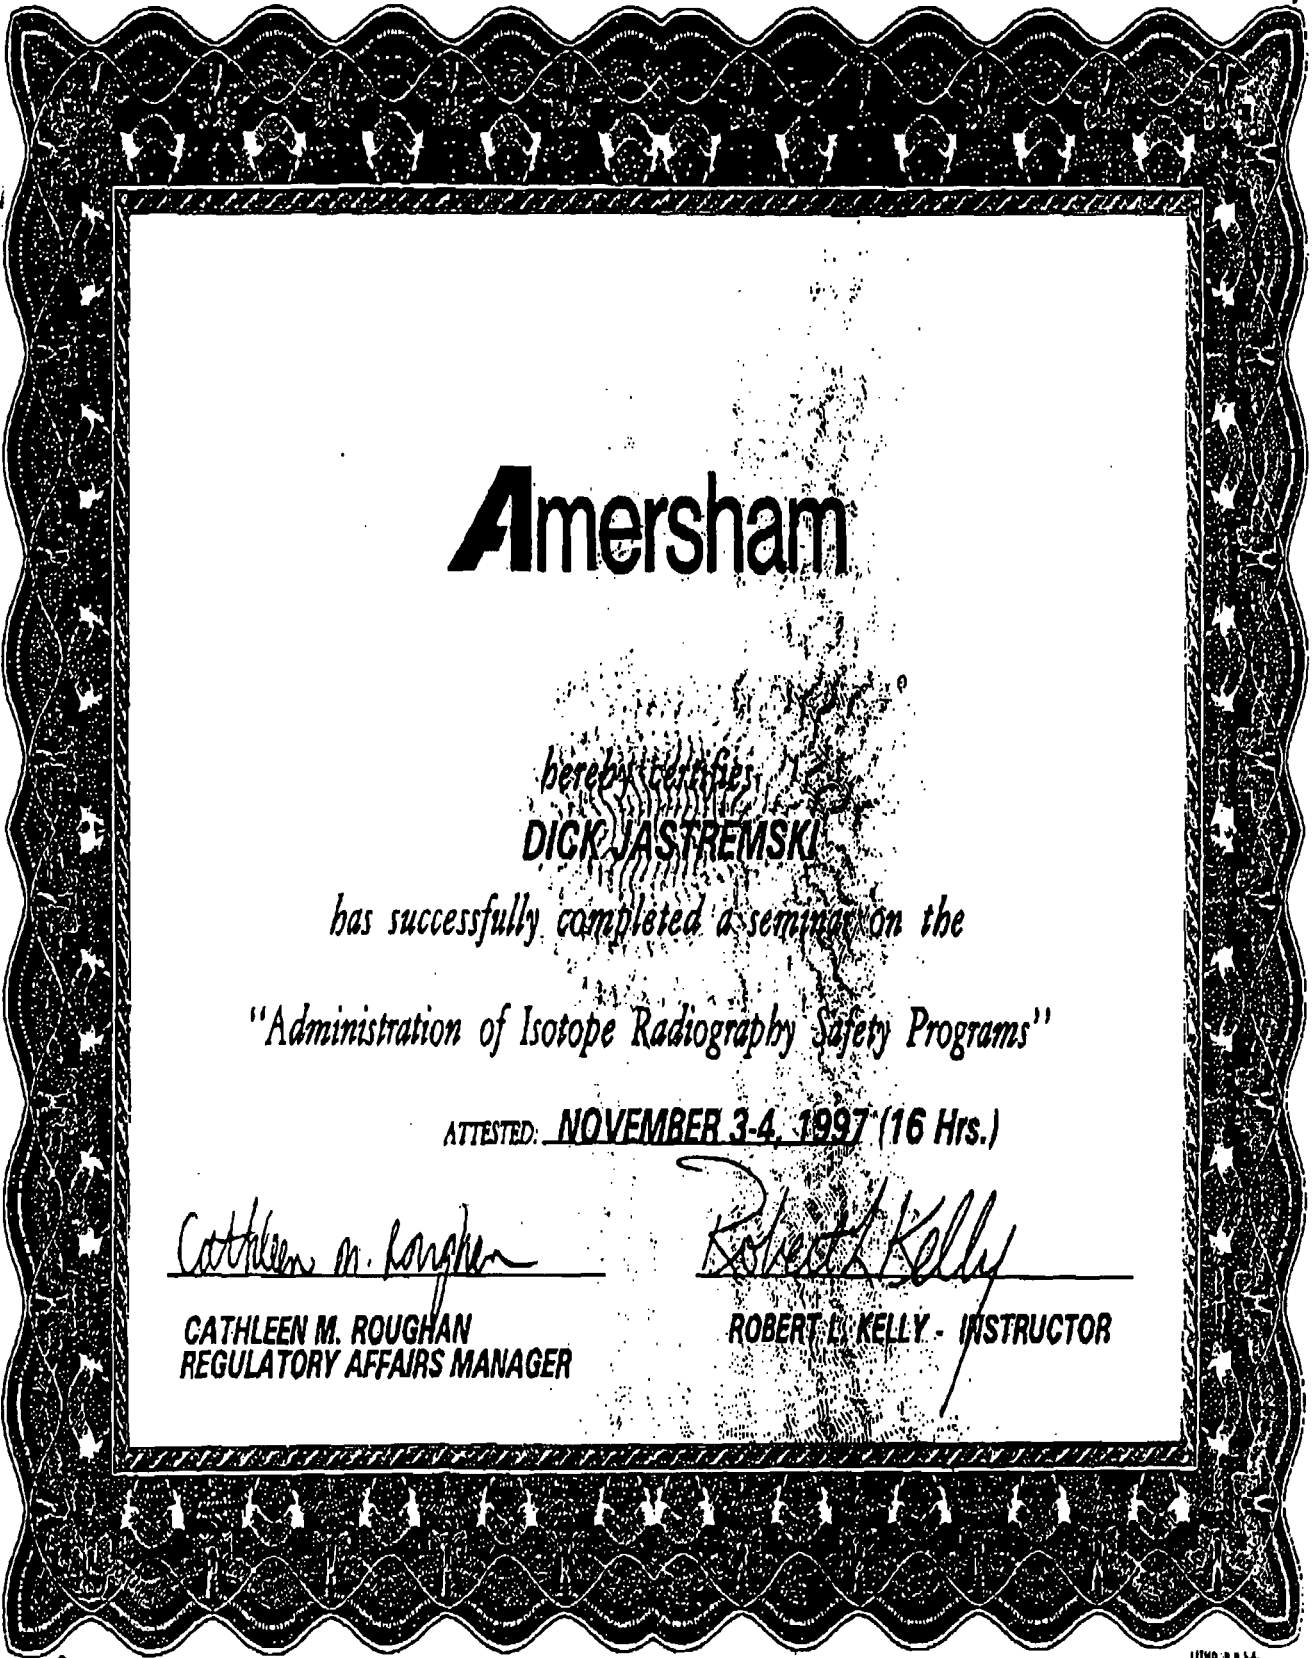 Amersham
hereby certifies
DICK JASTREMSKI
has successfully completed a seminar on the
"Administration of Isotope Radiography Safety Programs"
ATTESTED: NOVEMBER 3-4, 1997 (16 Hrs.)
Cathleen M. Roughan
Robert L Kelly
CATHLEEN M. ROUGHAN
REGULATORY AFFAIRS MANAGER
ROBERT L. KELLY - INSTRUCTOR